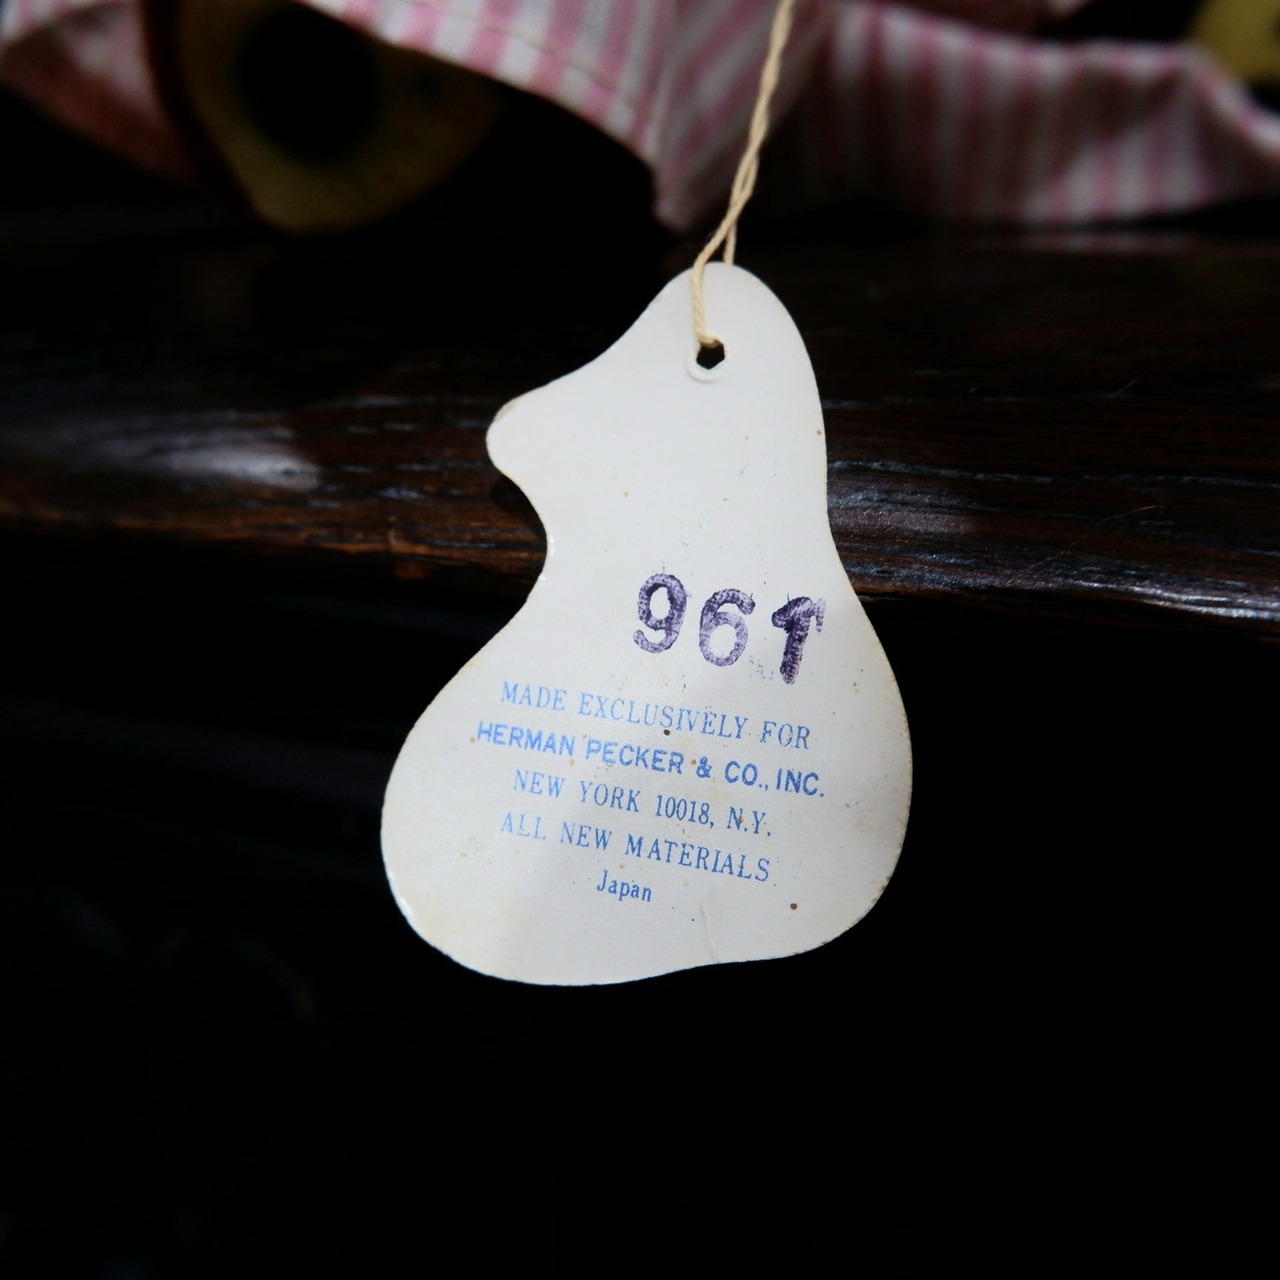 961
MADE EXCLUSIVELY FOR
HERMAN PECKER & CO., INC.
NEW YORK 10018, N.Y.
ALL NEW MATERIALS
Japan